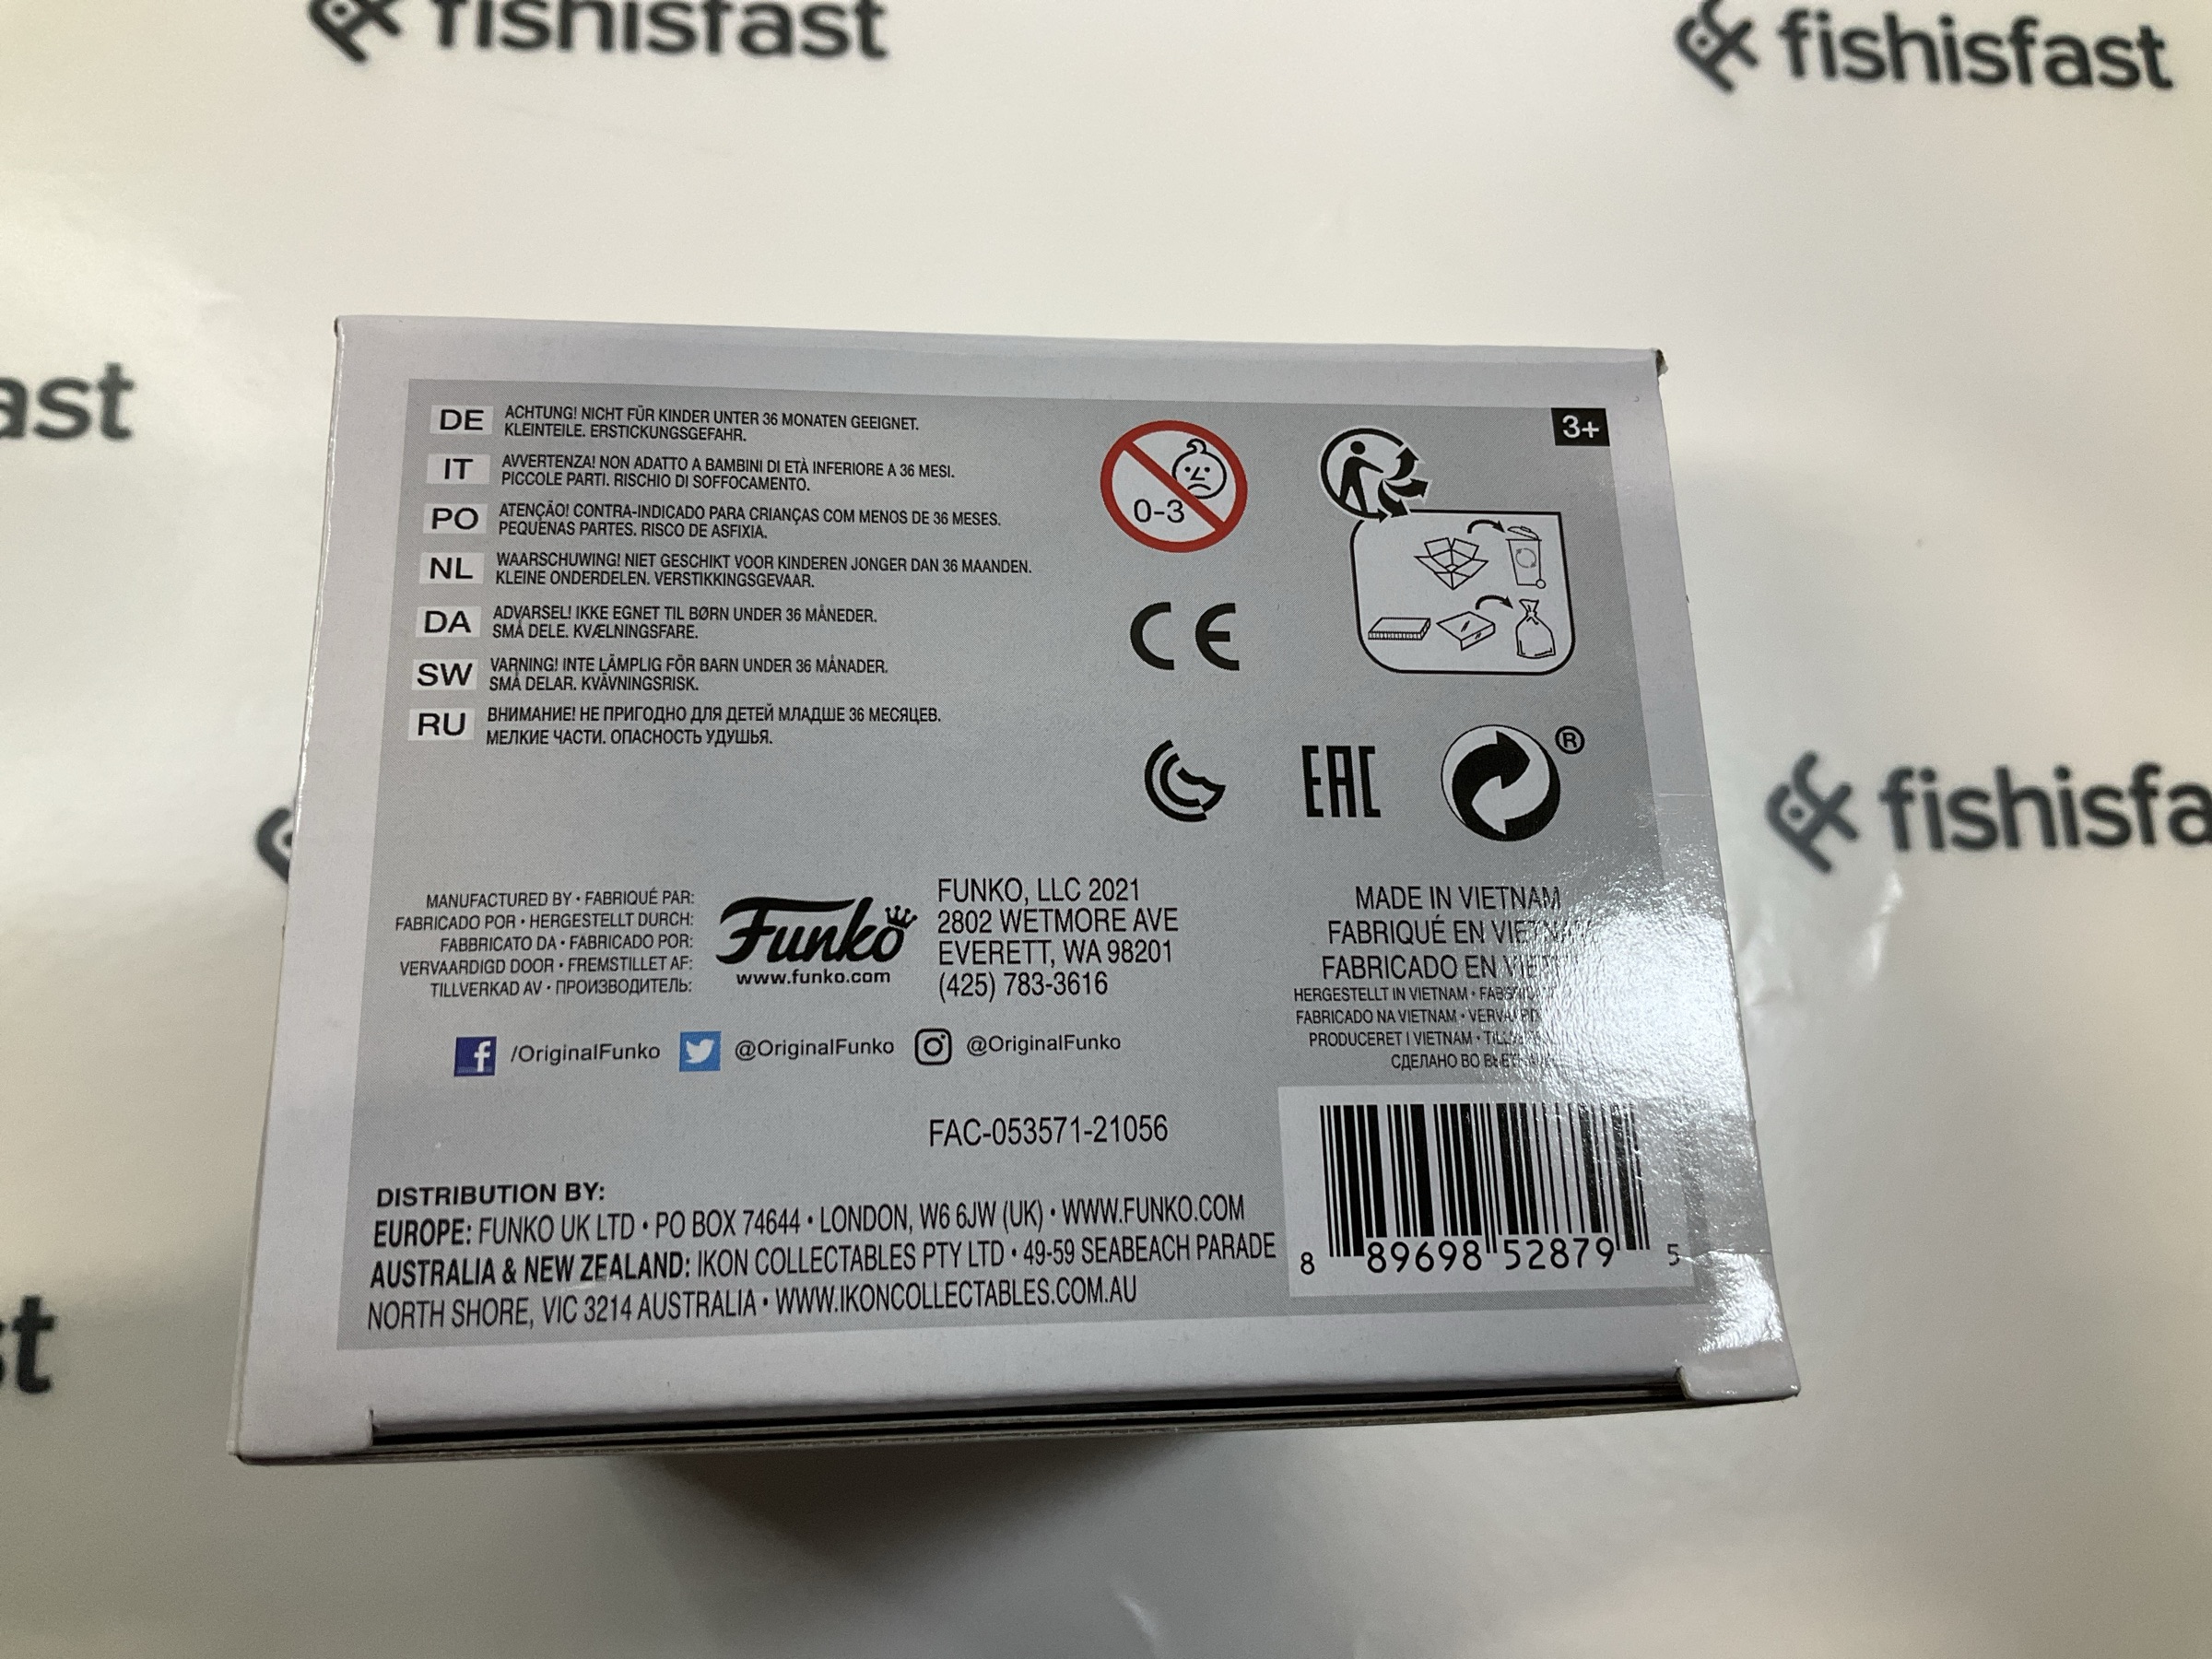 fishisfast
fishisfast
ast
DE ACHTUNG! NICHT FÜR KINDER UNTER 36 MONATEN GEEIGNET.
KLEINTEILE. ERSTICKUNGSGEFAHR.
IT AVVERTENZA! NON ADATTO A BAMBINI DI ETÀ INFERIORE A 36 MESI.
PICCOLE PARTI. RISCHIO DI SOFFOCAMENTO.
PO ATENÇÃO! CONTRA-INDICADO PARA CRIANÇAS COM MENOS DE 36 MESES.
PEQUENAS PARTES. RISCO DE ASFIXIA.
NL WAARSCHUWING! NIET GESCHIKT VOOR KINDEREN JONGER DAN 36 MAANDEN.
KLEINE ONDERDELEN. VERSTIKKINGSGEVAAR.
DA ADVARSEL! IKKE EGNET TIL BØRN UNDER 36 MÅNEDER.
SMÅ DELE. KVÆLNINGSFARE.
SW VARNING! INTE LÄMPLIG FÖR BARN UNDER 36 MÅNADER.
SMÅ DELAR. KVÄVNINGSRISK.
RU ВНИМАНИЕ! НЕ ПРИГОДНО ДЛЯ ДЕТЕЙ МЛАДШЕ 36 МЕСЯЦЕВ.
МЕЛКИЕ ЧАСТИ. ОПАСНОСТЬ УДУШЬЯ.
0-3
3+
CE
EAC
®
fishisfa
MANUFACTURED BY • FABRIQUÉ PAR:
FABRICADO POR • HERGESTELLT DURCH:
FABBRICATO DA • FABRICADO POR:
VERVAARDIGD DOOR • FREMSTILLET AF:
TILLVERKAD AV • ПРОИЗВОДИТЕЛЬ:
Funko
www.funko.com
FUNKO, LLC 2021
2802 WETMORE AVE
EVERETT, WA 98201
(425) 783-3616
MADE IN VIETNAM
FABRIQUÉ EN
FABRICADO EN
HERGESTELLT IN VIETNAM •
FABRICADO NA VIETNAM •
PRODUCERET I VIETNAM •
СДЕЛАНО ВО
/OriginalFunko @OriginalFunko @OriginalFunko
FAC-053571-21056
DISTRIBUTION BY:
EUROPE: FUNKO UK LTD • PO BOX 74644 • LONDON, W6 6JW (UK) • WWW.FUNKO.COM
AUSTRALIA & NEW ZEALAND: IKON COLLECTABLES PTY LTD • 49-59 SEABEACH PARADE
NORTH SHORE, VIC 3214 AUSTRALIA • WWW.IKONCOLLECTABLES.COM.AU
8 89698 52879 5
st